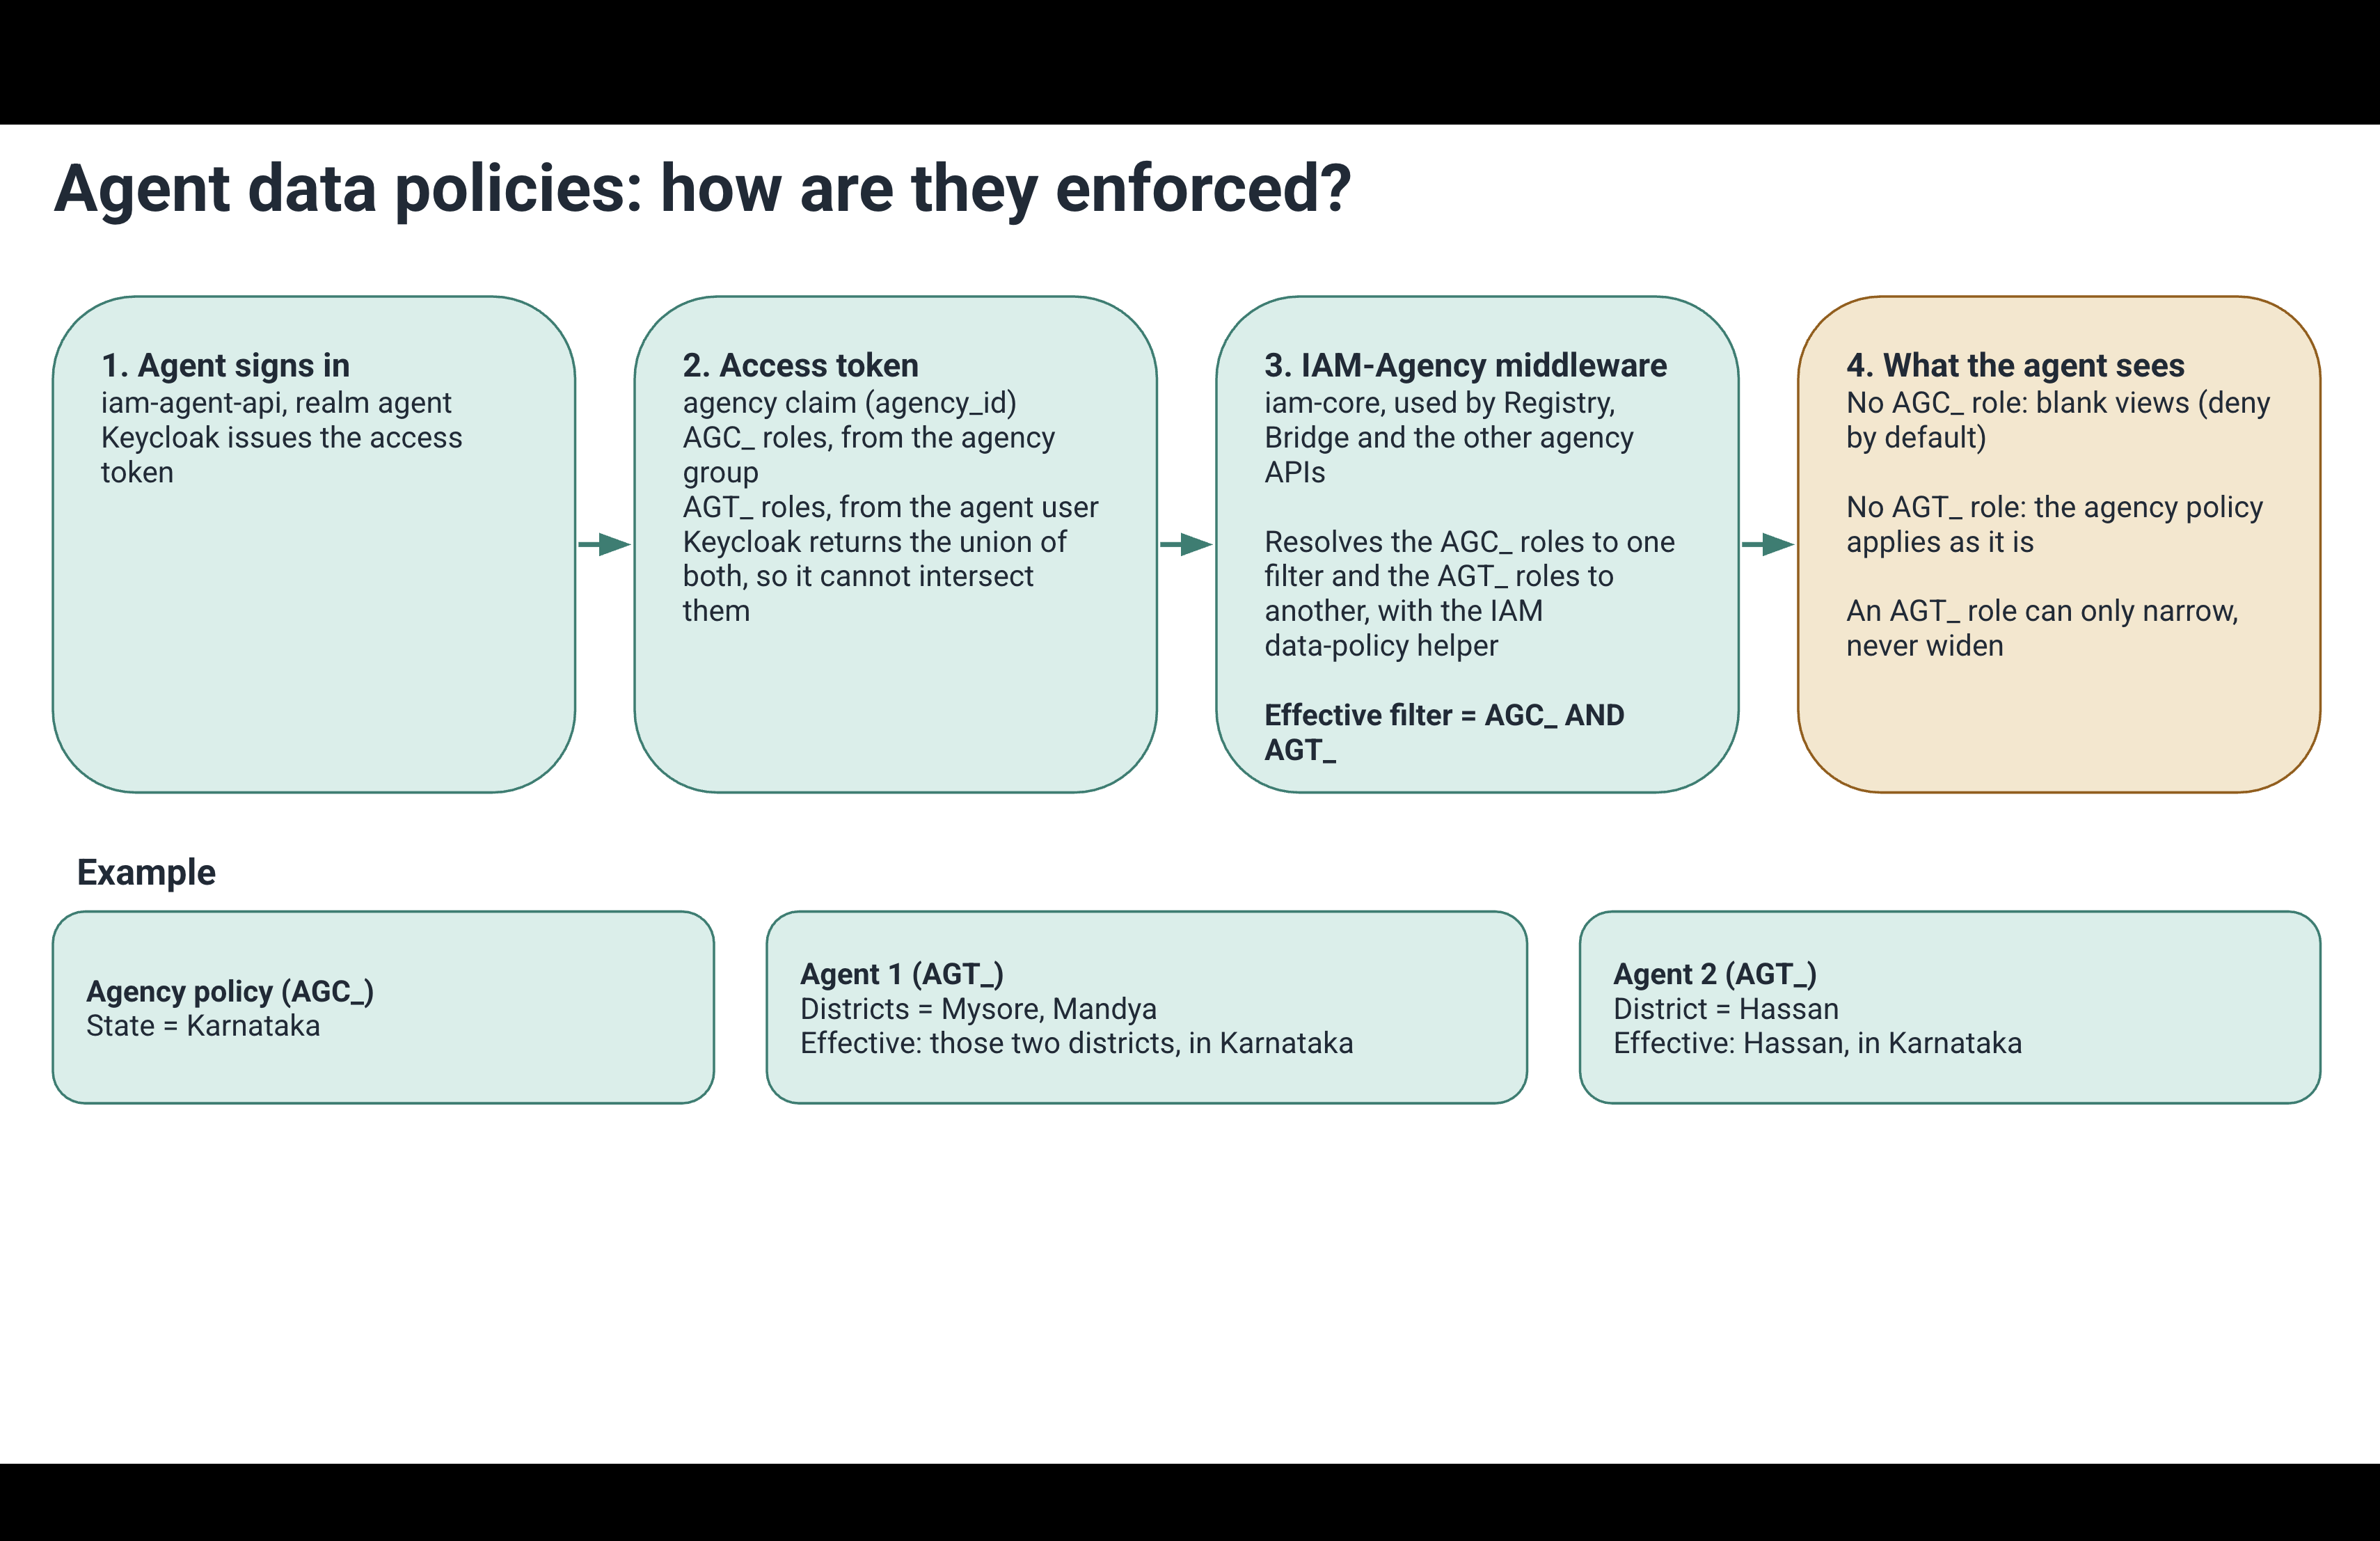 Agent data policies: how are they enforced?
1. Agent signs in
iam-agent-api, realm agent
Keycloak issues the access
token
2. Access token
agency claim (agency_id)
AGC_ roles, from the agency
group
AGT_ roles, from the agent user
Keycloak returns the union of
both, so it cannot intersect
them
3. IAM-Agency middleware
iam-core, used by Registry,
Bridge and the other agency
APIs
Resolves the AGC_ roles to one
filter and the AGT_ roles to
another, with the IAM
data-policy helper
Effective filter = AGC_ AND
AGT_
4. What the agent sees
No AGC_ role: blank views (deny
by default)
No AGT_ role: the agency policy
applies as it is
An AGT_ role can only narrow,
never widen
Example
Agency policy (AGC_)
State = Karnataka
Agent 1 (AGT_)
Districts = Mysore, Mandya
Effective: those two districts, in Karnataka
Agent 2 (AGT_)
District = Hassan
Effective: Hassan, in Karnataka